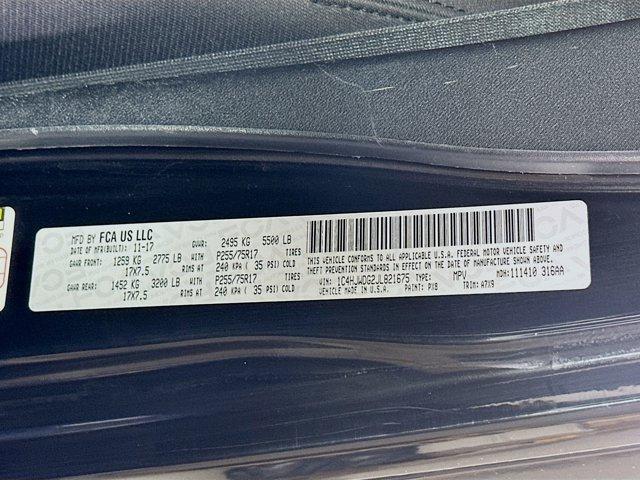 MFD BY FCA US LLC
DATE OF MFR(BUILT): 11-17 GVWR: 2495 KG 5500 LB
GAWR FRONT: 1259 KG 2775 LB WITH P255/75R17 TIRES
17X7.5 RIMS AT 240 KPA ( 35 PSI) COLD
GAWR REAR: 1452 KG 3200 LB WITH P255/75R17 TIRES
17X7.5 RIMS AT 240 KPA ( 35 PSI) COLD
THIS VEHICLE CONFORMS TO ALL APPLICABLE U.S.A. FEDERAL MOTOR VEHICLE SAFETY AND
THEFT PREVENTION STANDARDS IN EFFECT ON THE DATE OF MANUFACTURE SHOWN ABOVE.
VIN: 1C4HJWDG2JL821675 TYPE: MPV MDH: 111410 316AA
VEHICLE MADE IN U.S.A. PAINT: PX8 TRIM: A7X9